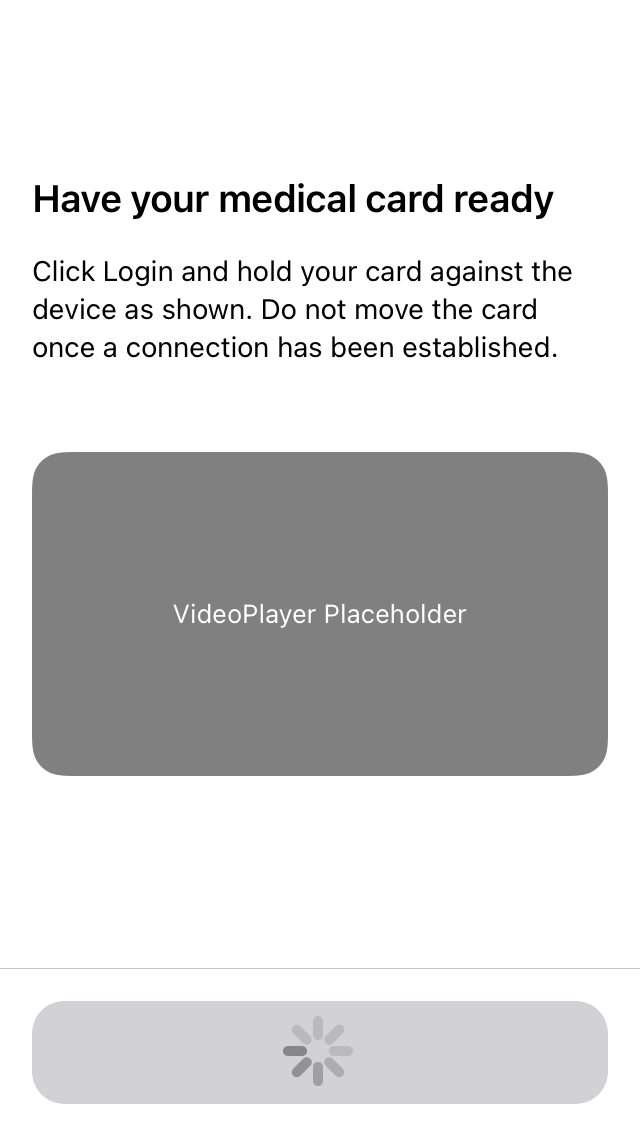 Have your medical card ready
Click Login and hold your card against the
device as shown. Do not move the card
once a connection has been established.
VideoPlayer Placeholder